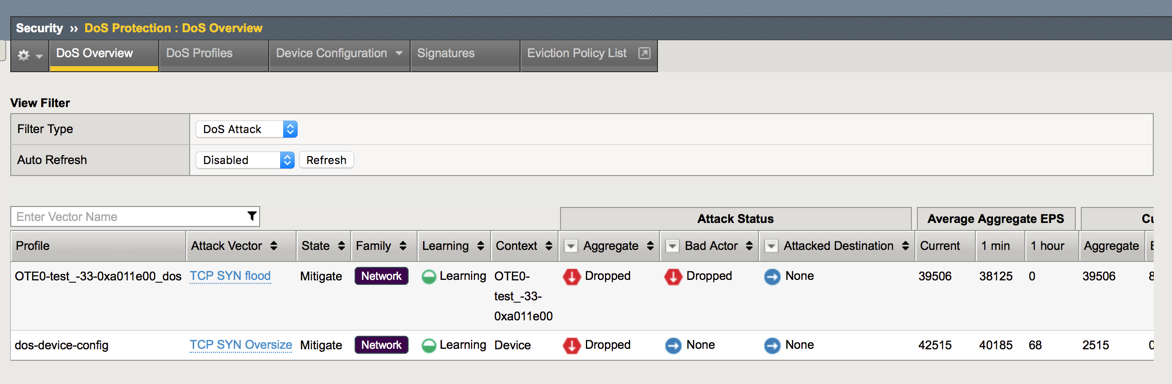 Security » DoS Protection : DoS Overview
DoS Overview DoS Profiles Device Configuration Signatures Eviction Policy List
View Filter
Filter Type DoS Attack
Auto Refresh Disabled Refresh
Enter Vector Name Attack Status Average Aggregate EPS
Profile Attack Vector State Family Learning Context Aggregate Bad Actor Attacked Destination Current 1 min 1 hour Aggregate
OTE0-test_-33-0xa011e00_dos TCP SYN flood Mitigate Network Learning OTE0- Dropped Dropped None 39506 38125 0 39506
test_-33-
0xa011e00
dos-device-config TCP SYN Oversize Mitigate Network Learning Device Dropped None None 42515 40185 68 2515